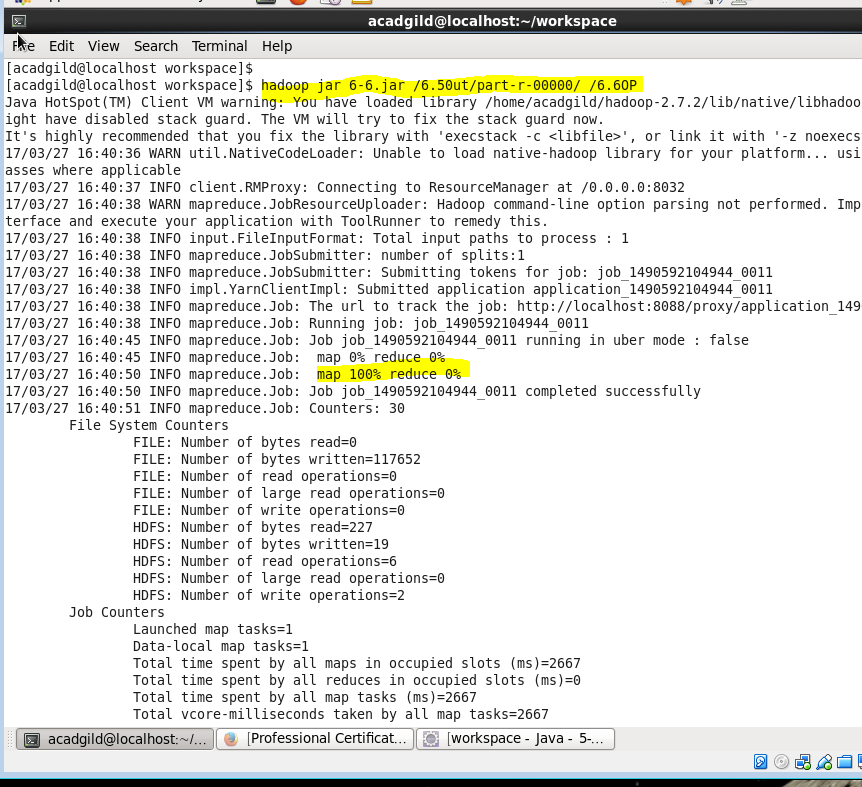 acadgild@localhost:~/workspace
File Edit View Search Terminal Help
[acadgild@localhost workspace]$
[acadgild@localhost workspace]$ hadoop jar 6-6.jar /6.50ut/part-r-00000/ /6.6OP
Java HotSpot(TM) Client VM warning: You have loaded library /home/acadgild/hadoop-2.7.2/lib/native/libhadoo
ight have disabled stack guard. The VM will try to fix the stack guard now.
It's highly recommended that you fix the library with 'execstack -c <libfile>', or link it with '-z noexecs
17/03/27 16:40:36 WARN util.NativeCodeLoader: Unable to load native-hadoop library for your platform... usi
asses where applicable
17/03/27 16:40:37 INFO client.RMProxy: Connecting to ResourceManager at /0.0.0.0:8032
17/03/27 16:40:38 WARN mapreduce.JobResourceUploader: Hadoop command-line option parsing not performed. Imp
terface and execute your application with ToolRunner to remedy this.
17/03/27 16:40:38 INFO input.FileInputFormat: Total input paths to process : 1
17/03/27 16:40:38 INFO mapreduce.JobSubmitter: number of splits:1
17/03/27 16:40:38 INFO mapreduce.JobSubmitter: Submitting tokens for job: job_1490592104944_0011
17/03/27 16:40:38 INFO impl.YarnClientImpl: Submitted application application_1490592104944_0011
17/03/27 16:40:38 INFO mapreduce.Job: The url to track the job: http://localhost:8088/proxy/application_149
17/03/27 16:40:38 INFO mapreduce.Job: Running job: job_1490592104944_0011
17/03/27 16:40:45 INFO mapreduce.Job: Job job_1490592104944_0011 running in uber mode : false
17/03/27 16:40:45 INFO mapreduce.Job:  map 0% reduce 0%
17/03/27 16:40:50 INFO mapreduce.Job:  map 100% reduce 0%
17/03/27 16:40:50 INFO mapreduce.Job: Job job_1490592104944_0011 completed successfully
17/03/27 16:40:51 INFO mapreduce.Job: Counters: 30
File System Counters
FILE: Number of bytes read=0
FILE: Number of bytes written=117652
FILE: Number of read operations=0
FILE: Number of large read operations=0
FILE: Number of write operations=0
HDFS: Number of bytes read=227
HDFS: Number of bytes written=19
HDFS: Number of read operations=6
HDFS: Number of large read operations=0
HDFS: Number of write operations=2
Job Counters
Launched map tasks=1
Data-local map tasks=1
Total time spent by all maps in occupied slots (ms)=2667
Total time spent by all reduces in occupied slots (ms)=0
Total time spent by all map tasks (ms)=2667
Total vcore-milliseconds taken by all map tasks=2667
acadgild@localhost:~/... [Professional Certificat... [workspace - Java - 5-...